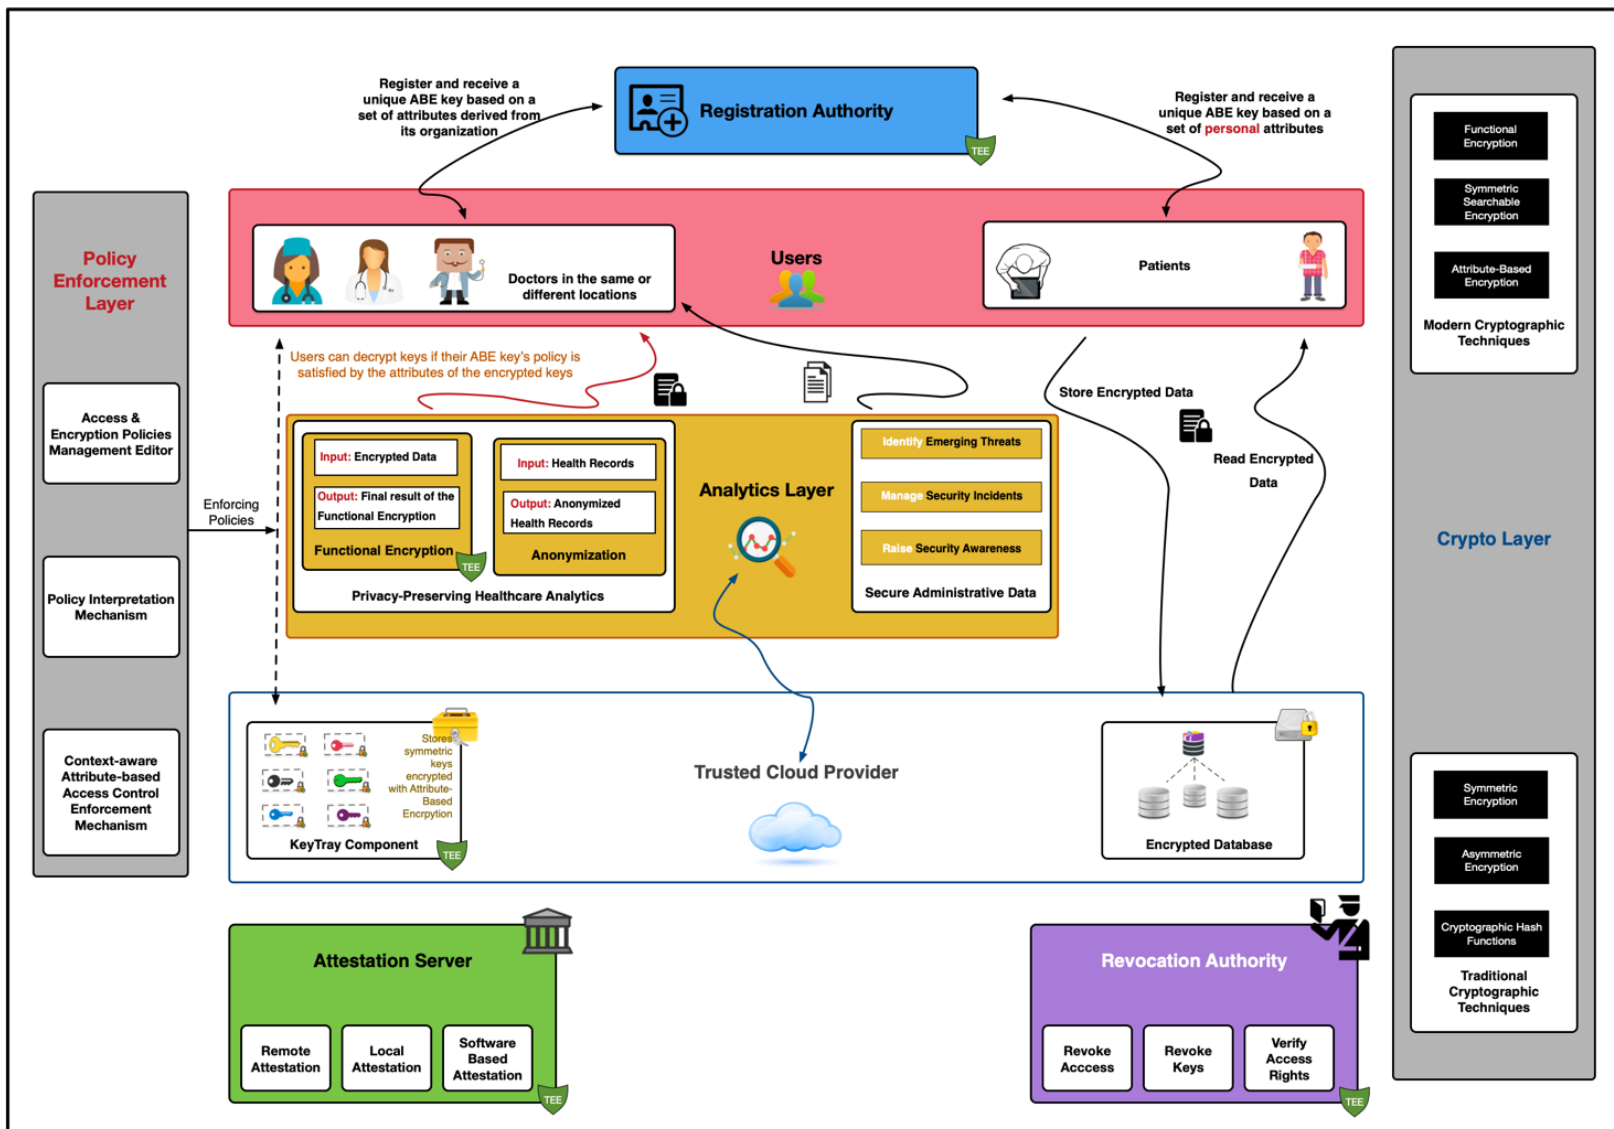 Register and receive a
unique ABE key based on a
set of attributes derived from
its organization
Registration Authority
TEE
Register and receive a
unique ABE key based on a
set of personal attributes
Policy
Enforcement
Layer
Access &
Encryption Policies
Management Editor
Policy Interpretation
Mechanism
Context-aware
Attribute-based
Access Control
Enforcement
Mechanism
Enforcing
Policies
Doctors in the same or
different locations
Users
Patients
Users can decrypt keys if their ABE key's policy is
satisfied by the attributes of the encrypted keys
Store Encrypted Data
Read Encrypted
Data
Input: Encrypted Data
Output: Final result of the
Functional Encryption
Functional Encryption
TEE
Input: Health Records
Output: Anonymized
Health Records
Anonymization
Privacy-Preserving Healthcare Analytics
Analytics Layer
Identify Emerging Threats
Manage Security Incidents
Raise Security Awareness
Secure Administrative Data
Stores
symmetric
keys
encrypted
with Attribute-
Based
Encrpytion
KeyTray Component
TEE
Trusted Cloud Provider
Encrypted Database
Attestation Server
Remote
Attestation
Local
Attestation
Software
Based
Attestation
TEE
Revocation Authority
Revoke
Acccess
Revoke
Keys
Verify
Access
Rights
TEE
Functional
Encryption
Symmetric
Searchable
Encryption
Attribute-Based
Encryption
Modern Cryptographic
Techniques
Crypto Layer
Symmetric
Encryption
Asymmetric
Encryption
Cryptographic Hash
Functions
Traditional
Cryptographic
Techniques